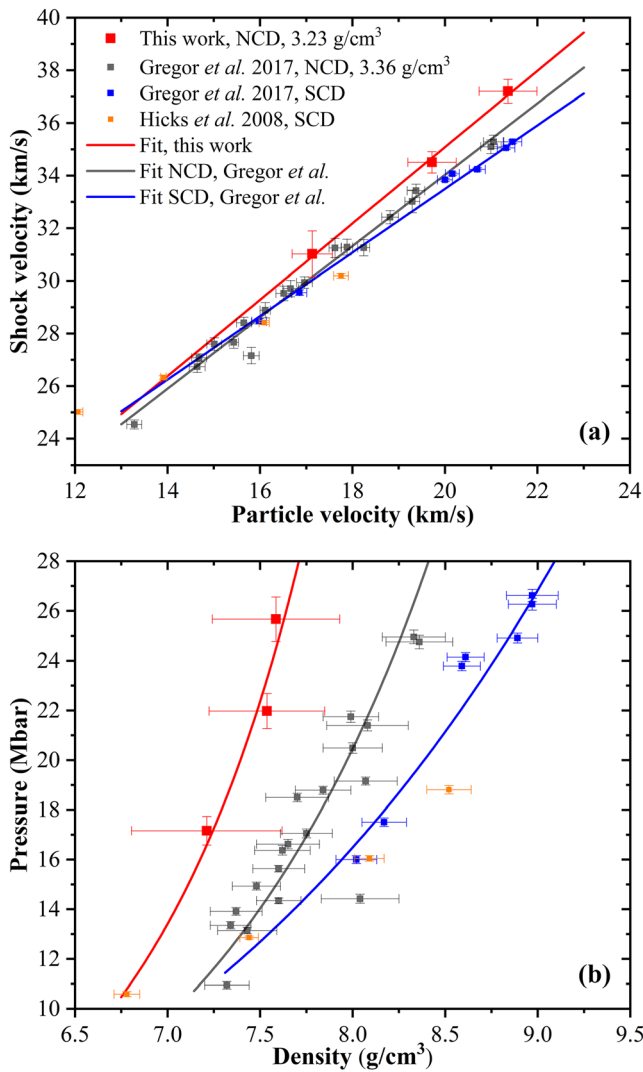 (a)
40
38
36
34
32
30
28
26
24
Shock velocity (km/s)
This work, NCD, 3.23 g/cm³
Gregor et al. 2017, NCD, 3.36 g/cm³
Gregor et al. 2017, SCD
Hicks et al. 2008, SCD
Fit, this work
Fit NCD, Gregor et al.
Fit SCD, Gregor et al.
12 14 16 18 20 22 24
Particle velocity (km/s)
28
26
24
22
20
18
16
14
12
10
Pressure (Mbar)
(b)
6.5 7.0 7.5 8.0 8.5 9.0 9.5
Density (g/cm³)